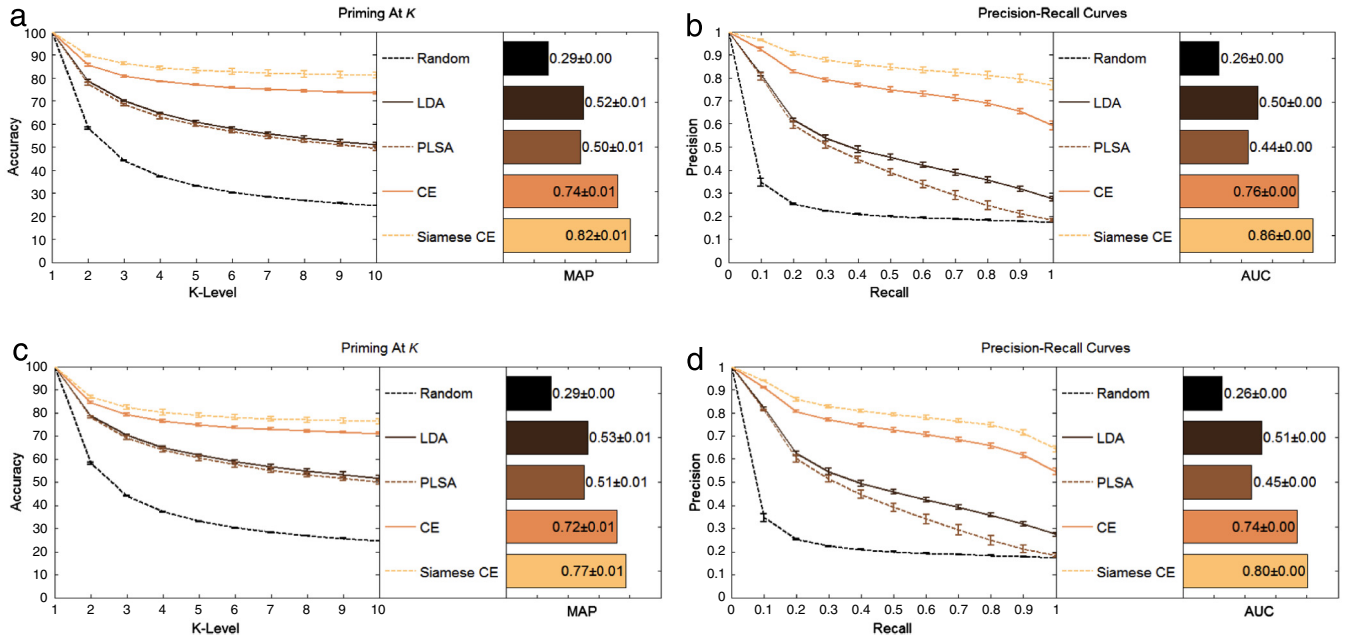 a
Priming At K
100
90
80
70
60
50
40
30
20
10
0
Accuracy
1 2 3 4 5 6 7 8 9 10
K-Level
Random
LDA
PLSA
CE
Siamese CE
0.29±0.00
0.52±0.01
0.50±0.01
0.74±0.01
0.82±0.01
MAP
b
Precision-Recall Curves
1
0.9
0.8
0.7
0.6
0.5
0.4
0.3
0.2
0.1
0
Precision
0 0.1 0.2 0.3 0.4 0.5 0.6 0.7 0.8 0.9 1
Recall
Random
LDA
PLSA
CE
Siamese CE
0.26±0.00
0.50±0.00
0.44±0.00
0.76±0.00
0.86±0.00
AUC
c
Priming At K
100
90
80
70
60
50
40
30
20
10
0
Accuracy
1 2 3 4 5 6 7 8 9 10
K-Level
Random
LDA
PLSA
CE
Siamese CE
0.29±0.00
0.53±0.01
0.51±0.01
0.72±0.01
0.77±0.01
MAP
d
Precision-Recall Curves
1
0.9
0.8
0.7
0.6
0.5
0.4
0.3
0.2
0.1
0
Precision
0 0.1 0.2 0.3 0.4 0.5 0.6 0.7 0.8 0.9 1
Recall
Random
LDA
PLSA
CE
Siamese CE
0.26±0.00
0.51±0.00
0.45±0.00
0.74±0.00
0.80±0.00
AUC